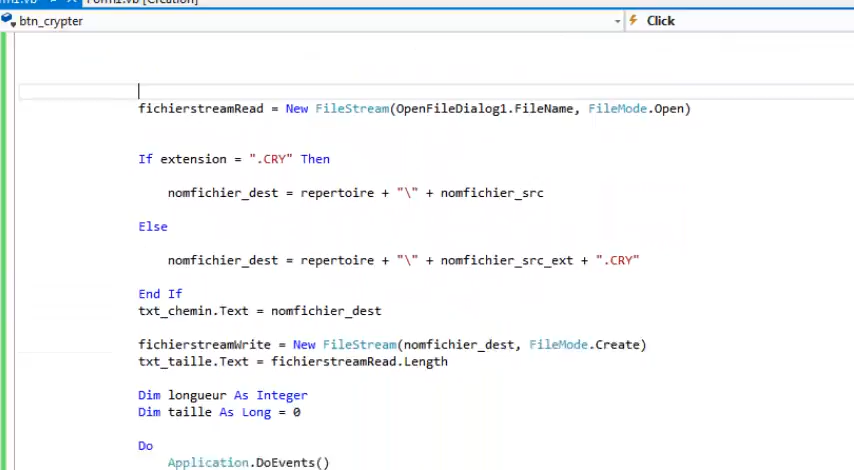 btn_crypter Click
fichierstreamRead = New FileStream(OpenFileDialog1.FileName, FileMode.Open)
If extension = ".CRY" Then
nomfichier_dest = repertoire + "\" + nomfichier_src
Else
nomfichier_dest = repertoire + "\" + nomfichier_src_ext + ".CRY"
End If
txt_chemin.Text = nomfichier_dest
fichierstreamWrite = New FileStream(nomfichier_dest, FileMode.Create)
txt_taille.Text = fichierstreamRead.Length
Dim longueur As Integer
Dim taille As Long = 0
Do
Application.DoEvents()